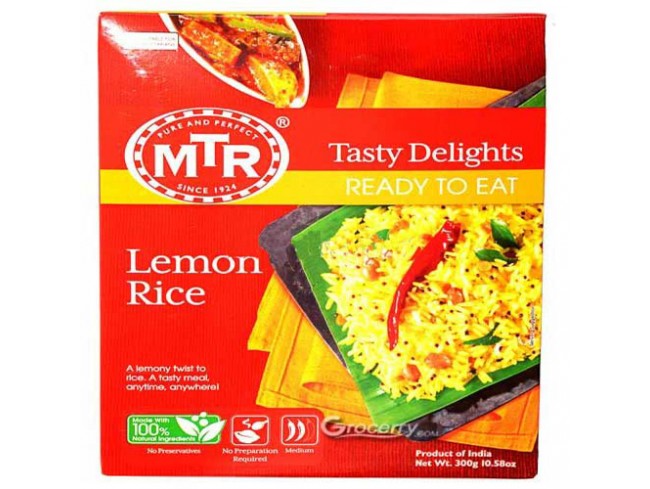 PURE AND PERFECT
MTR®
SINCE 1924
Tasty Delights
READY TO EAT
Lemon
Rice
A lemony twist to
rice. A tasty meal,
anytime, anywhere!
Made With
100%
Natural Ingredients
No Preservatives
No Preparation
Required
Medium
Grocerry.com
Product of India
Net Wt. 300g (0.58oz